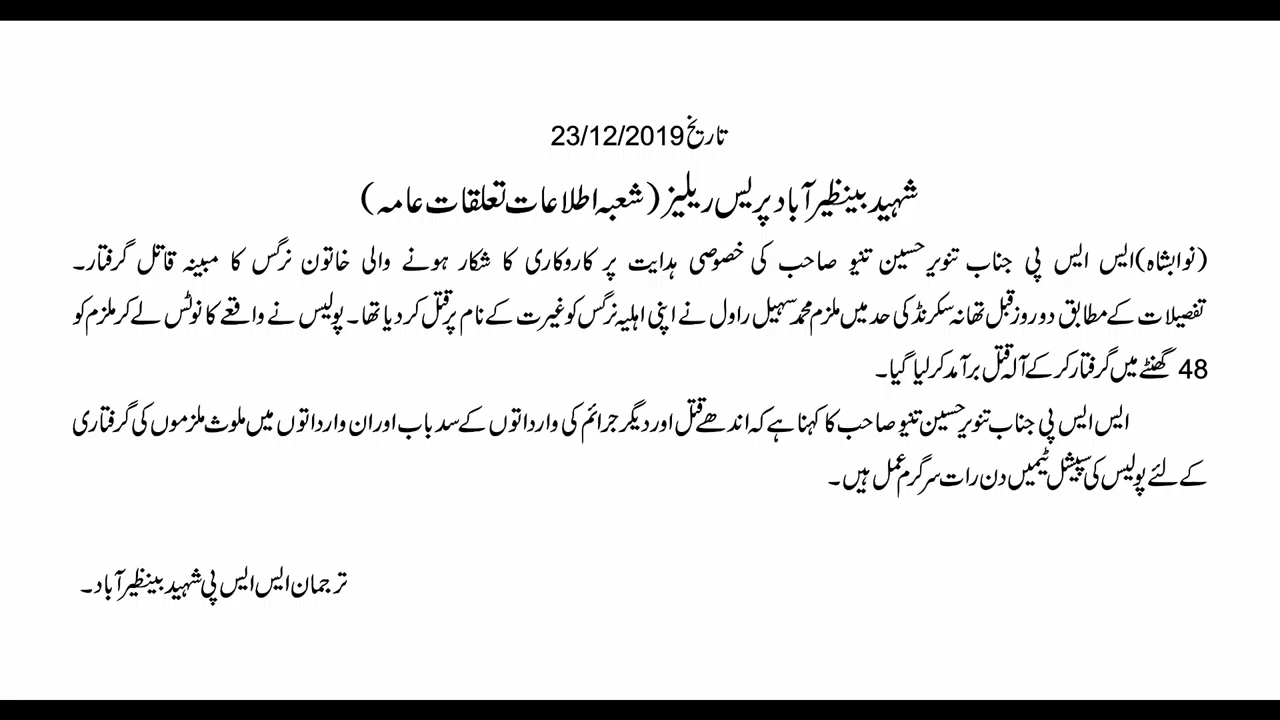 تاریخ 23/12/2019
شہید بینظیر آباد پریس ریلیز (شعبہ اطلاعات تعلقات عامہ)
(نوابشاہ) ایس ایس پی جناب تنویر حسین تنیو صاحب کی خصوصی ہدایت پر کاروکاری کا شکار ہونے والی خاتون نرگس کا مبینہ قاتل گرفتار۔
تفصیلات کے مطابق دو روز قبل تھانہ سکرنڈ کی حد میں ملزم محمد سہیل راول نے اپنی اہلیہ نرگس کو غیرت کے نام پر قتل کر دیا تھا۔ پولیس نے واقعے کا نوٹس لے کر ملزم کو
48 گھنٹے میں گرفتار کر کے آلہ قتل برآمد کر لیا گیا۔
ایس ایس پی جناب تنویر حسین تنیو صاحب کا کہنا ہے کہ اندھے قتل اور دیگر جرائم کی وارداتوں کے سدباب اور ان وارداتوں میں ملوث ملزموں کی گرفتاری
کے لئے پولیس کی سپیشل ٹیمیں دن رات سرگرم عمل ہیں۔
ترجمان ایس ایس پی شہید بینظیر آباد۔